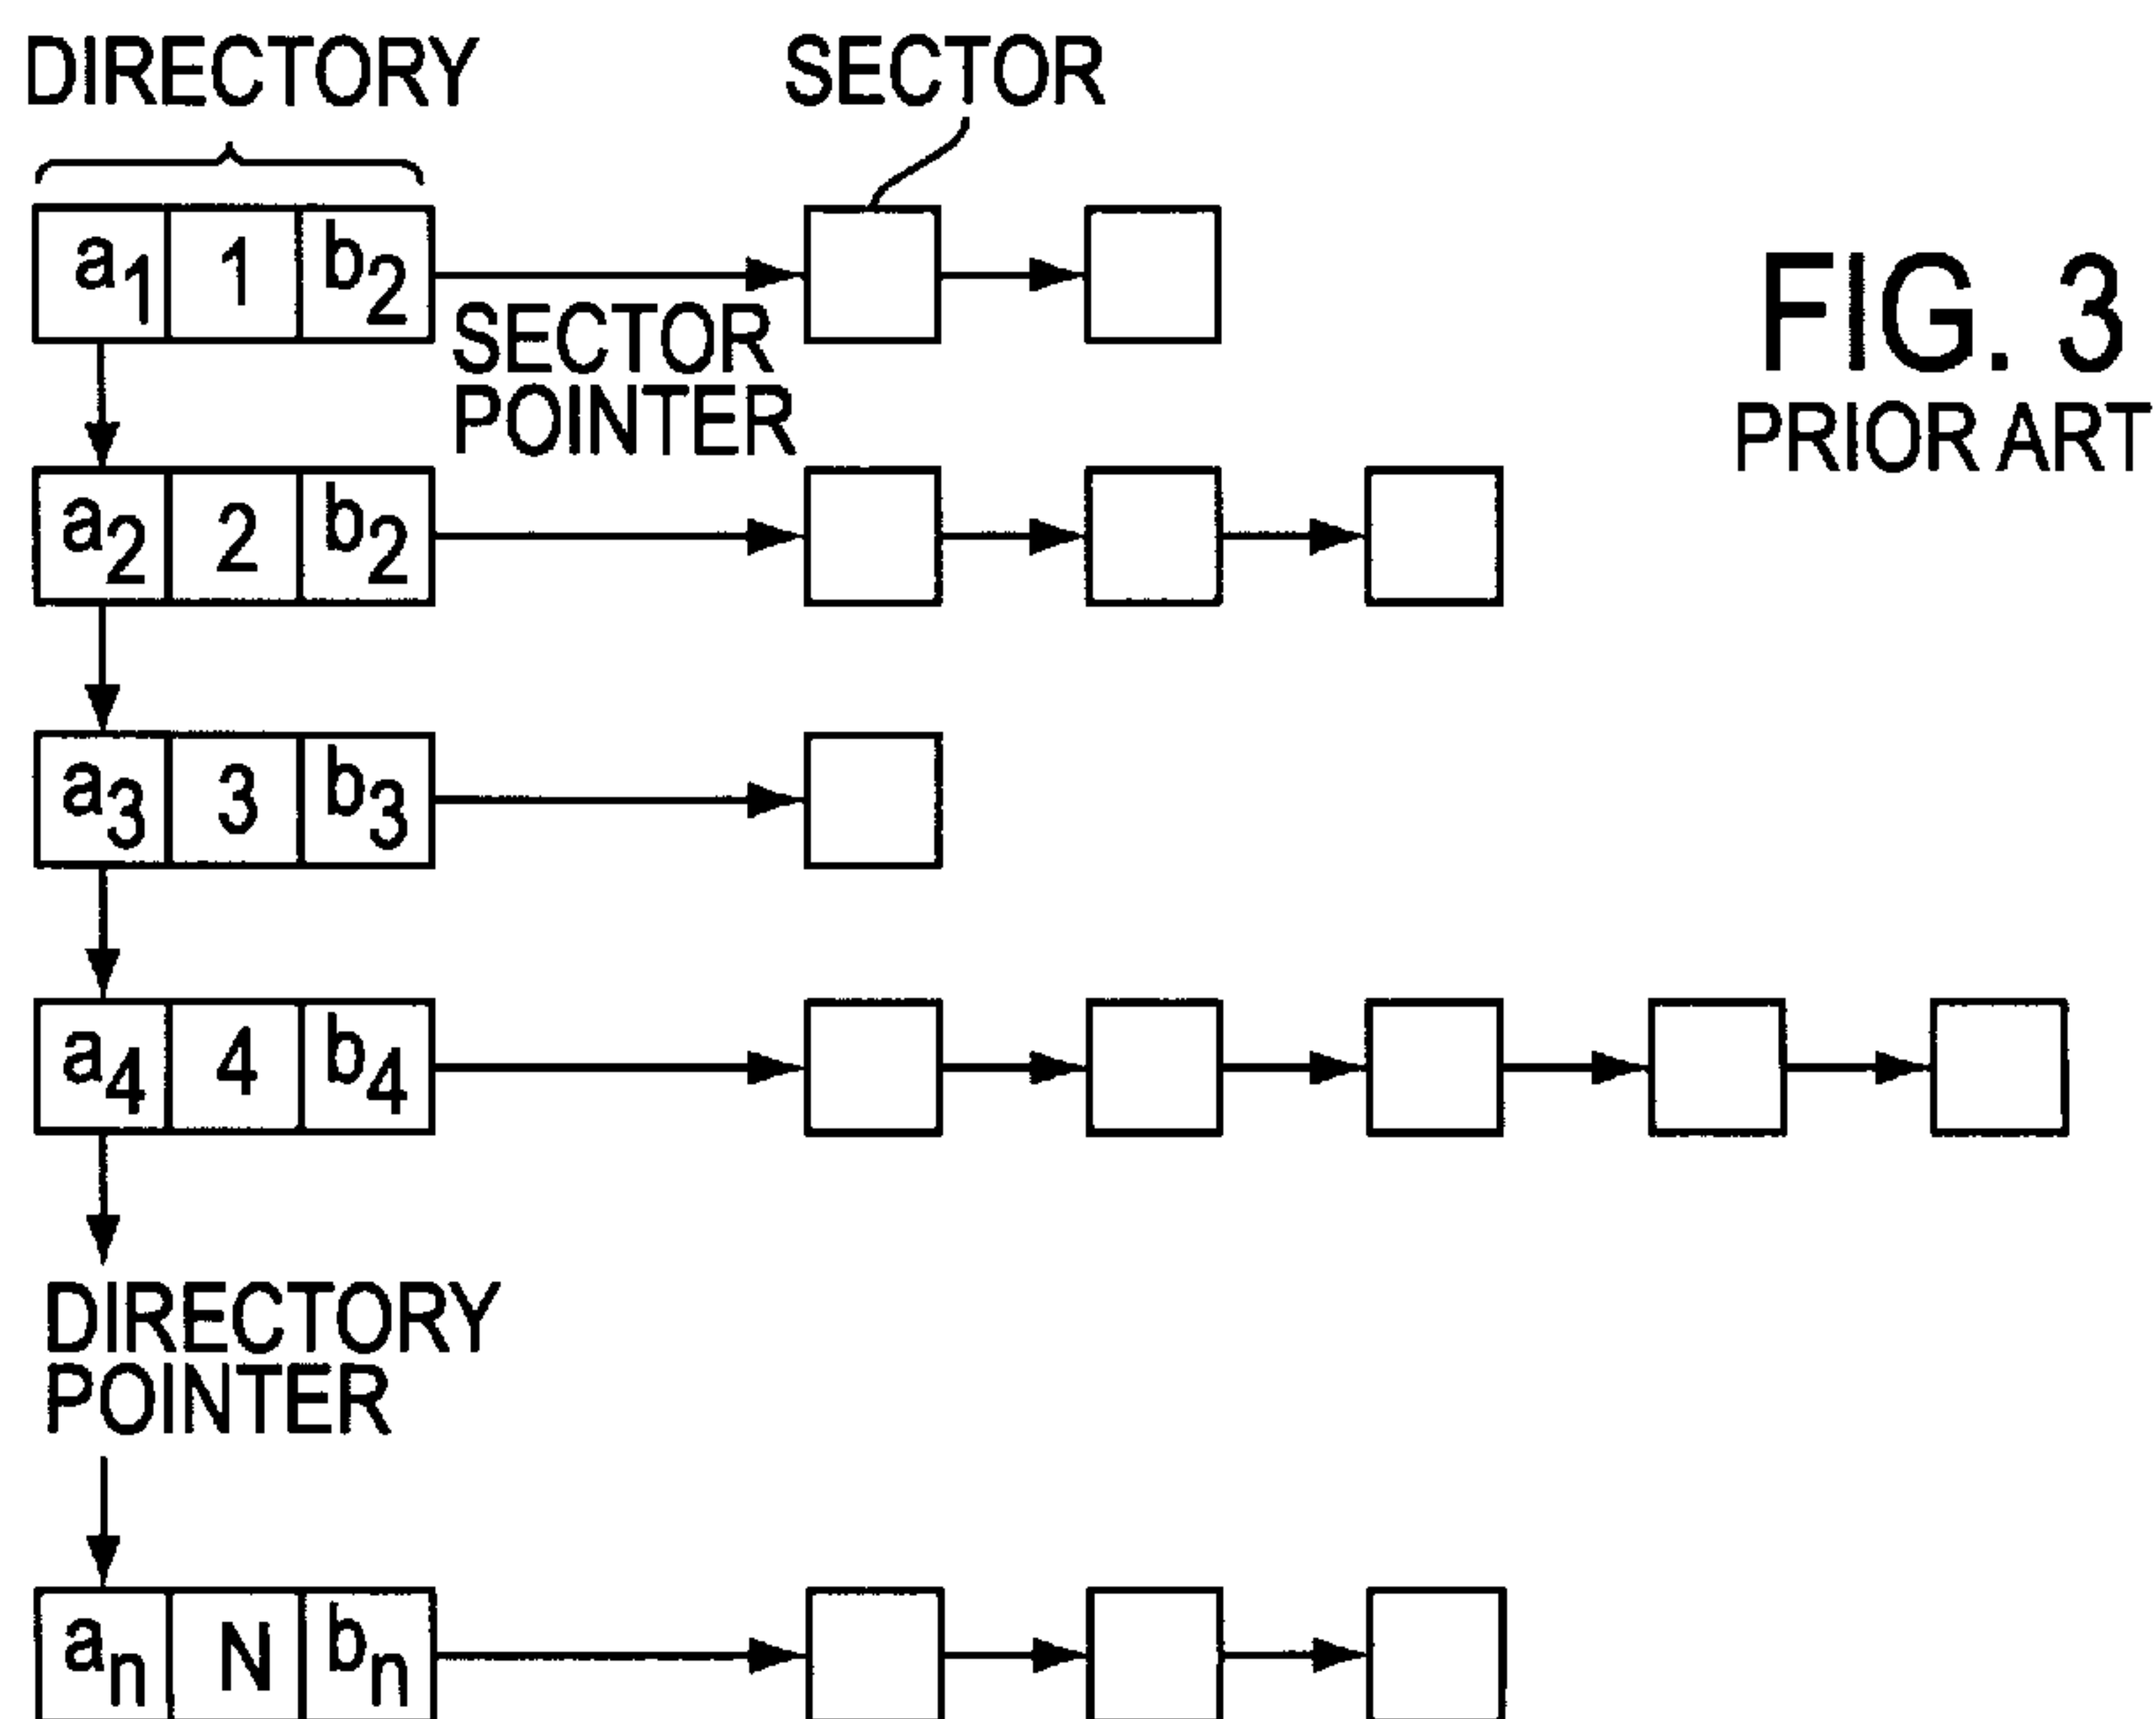 DIRECTORY
SECTOR
a1 1 b2
SECTOR
POINTER
FIG. 3
PRIOR ART
a2 2 b2
a3 3 b3
a4 4 b4
DIRECTORY
POINTER
an N bn